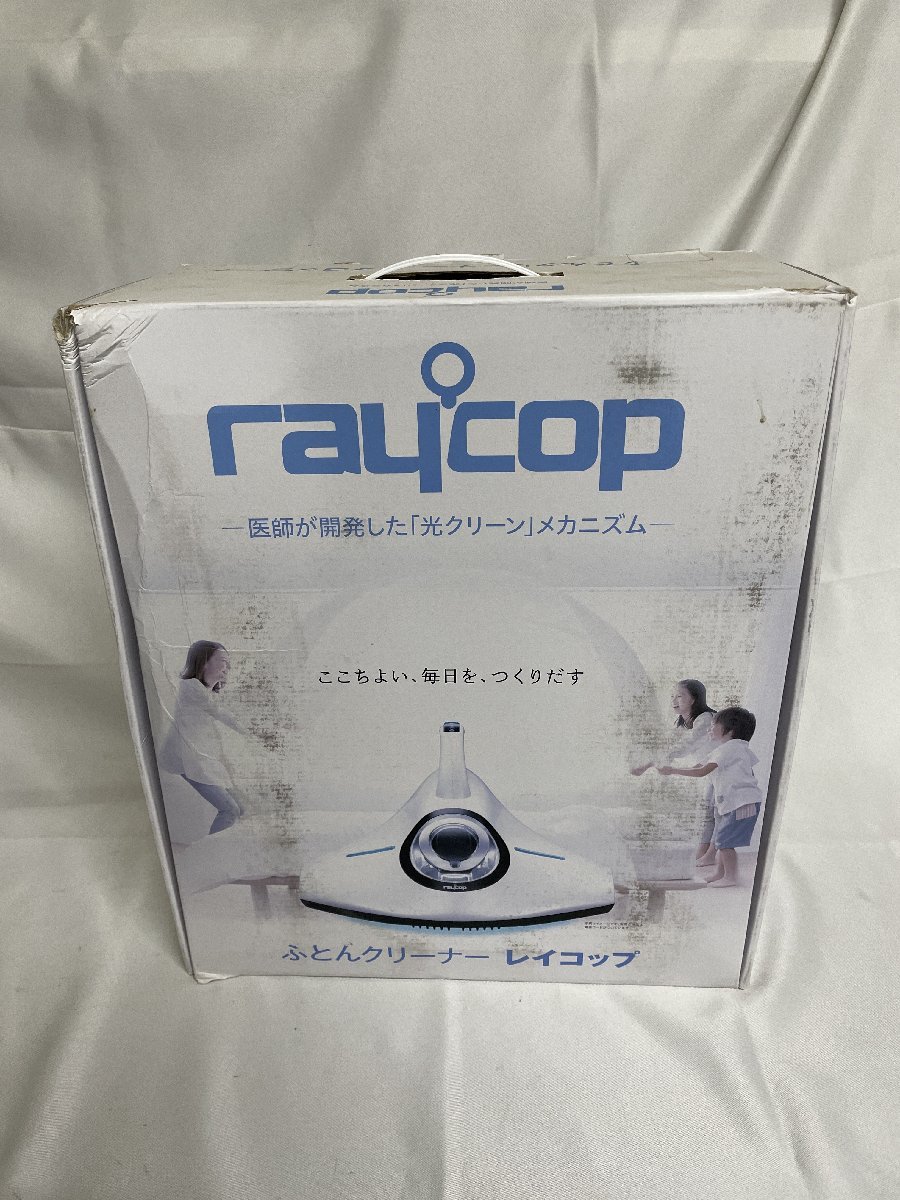 raycop
raycop
―医師が開発した「光クリーン」メカニズム―
ここちよい、毎日を、つくりだす
raycop
ふとんクリーナー レイコップ